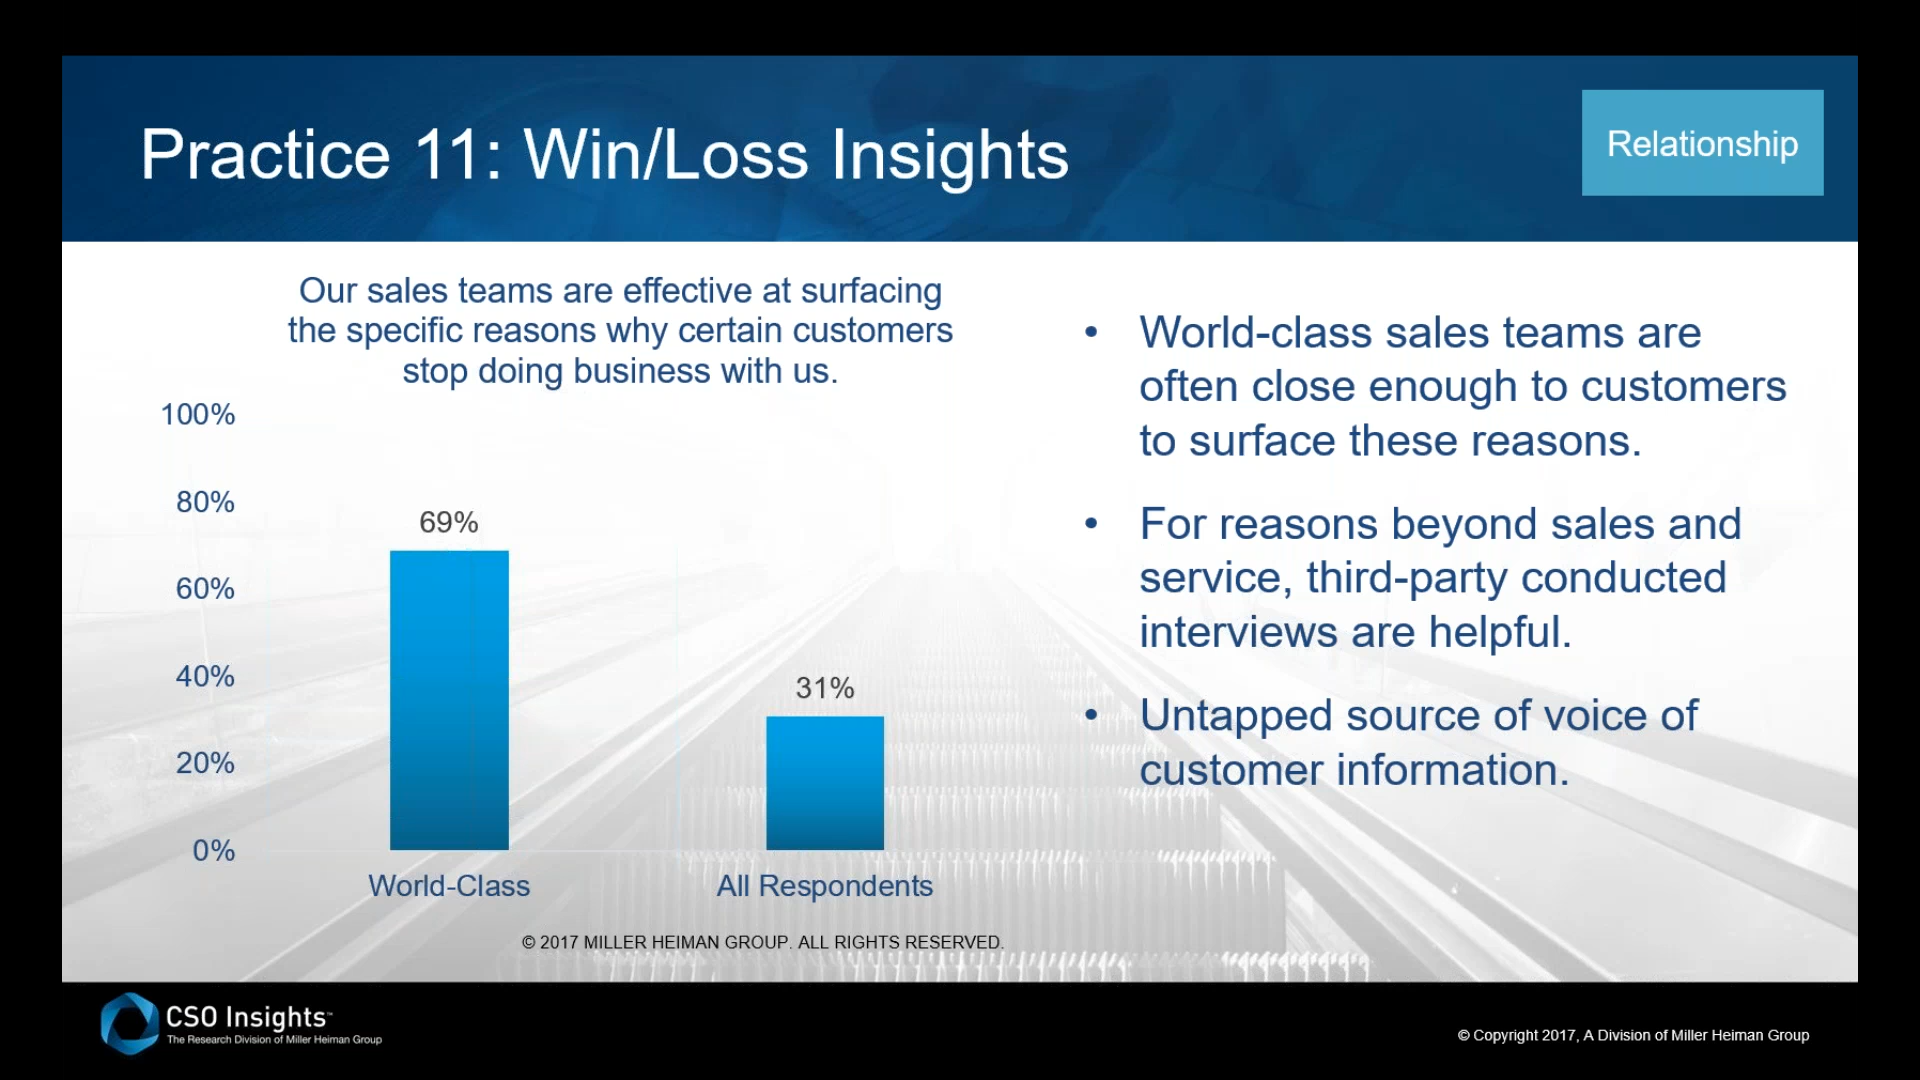 Practice 11: Win/Loss Insights
Relationship
Our sales teams are effective at surfacing
the specific reasons why certain customers
stop doing business with us.
100%
80%
60%
40%
20%
0%
69%
31%
World-Class
All Respondents
© 2017 MILLER HEIMAN GROUP. ALL RIGHTS RESERVED.
• World-class sales teams are
often close enough to customers
to surface these reasons.
• For reasons beyond sales and
service, third-party conducted
interviews are helpful.
• Untapped source of voice of
customer information.
CSO Insights™
The Research Division of Miller Heiman Group
© Copyright 2017, A Division of Miller Heiman Group